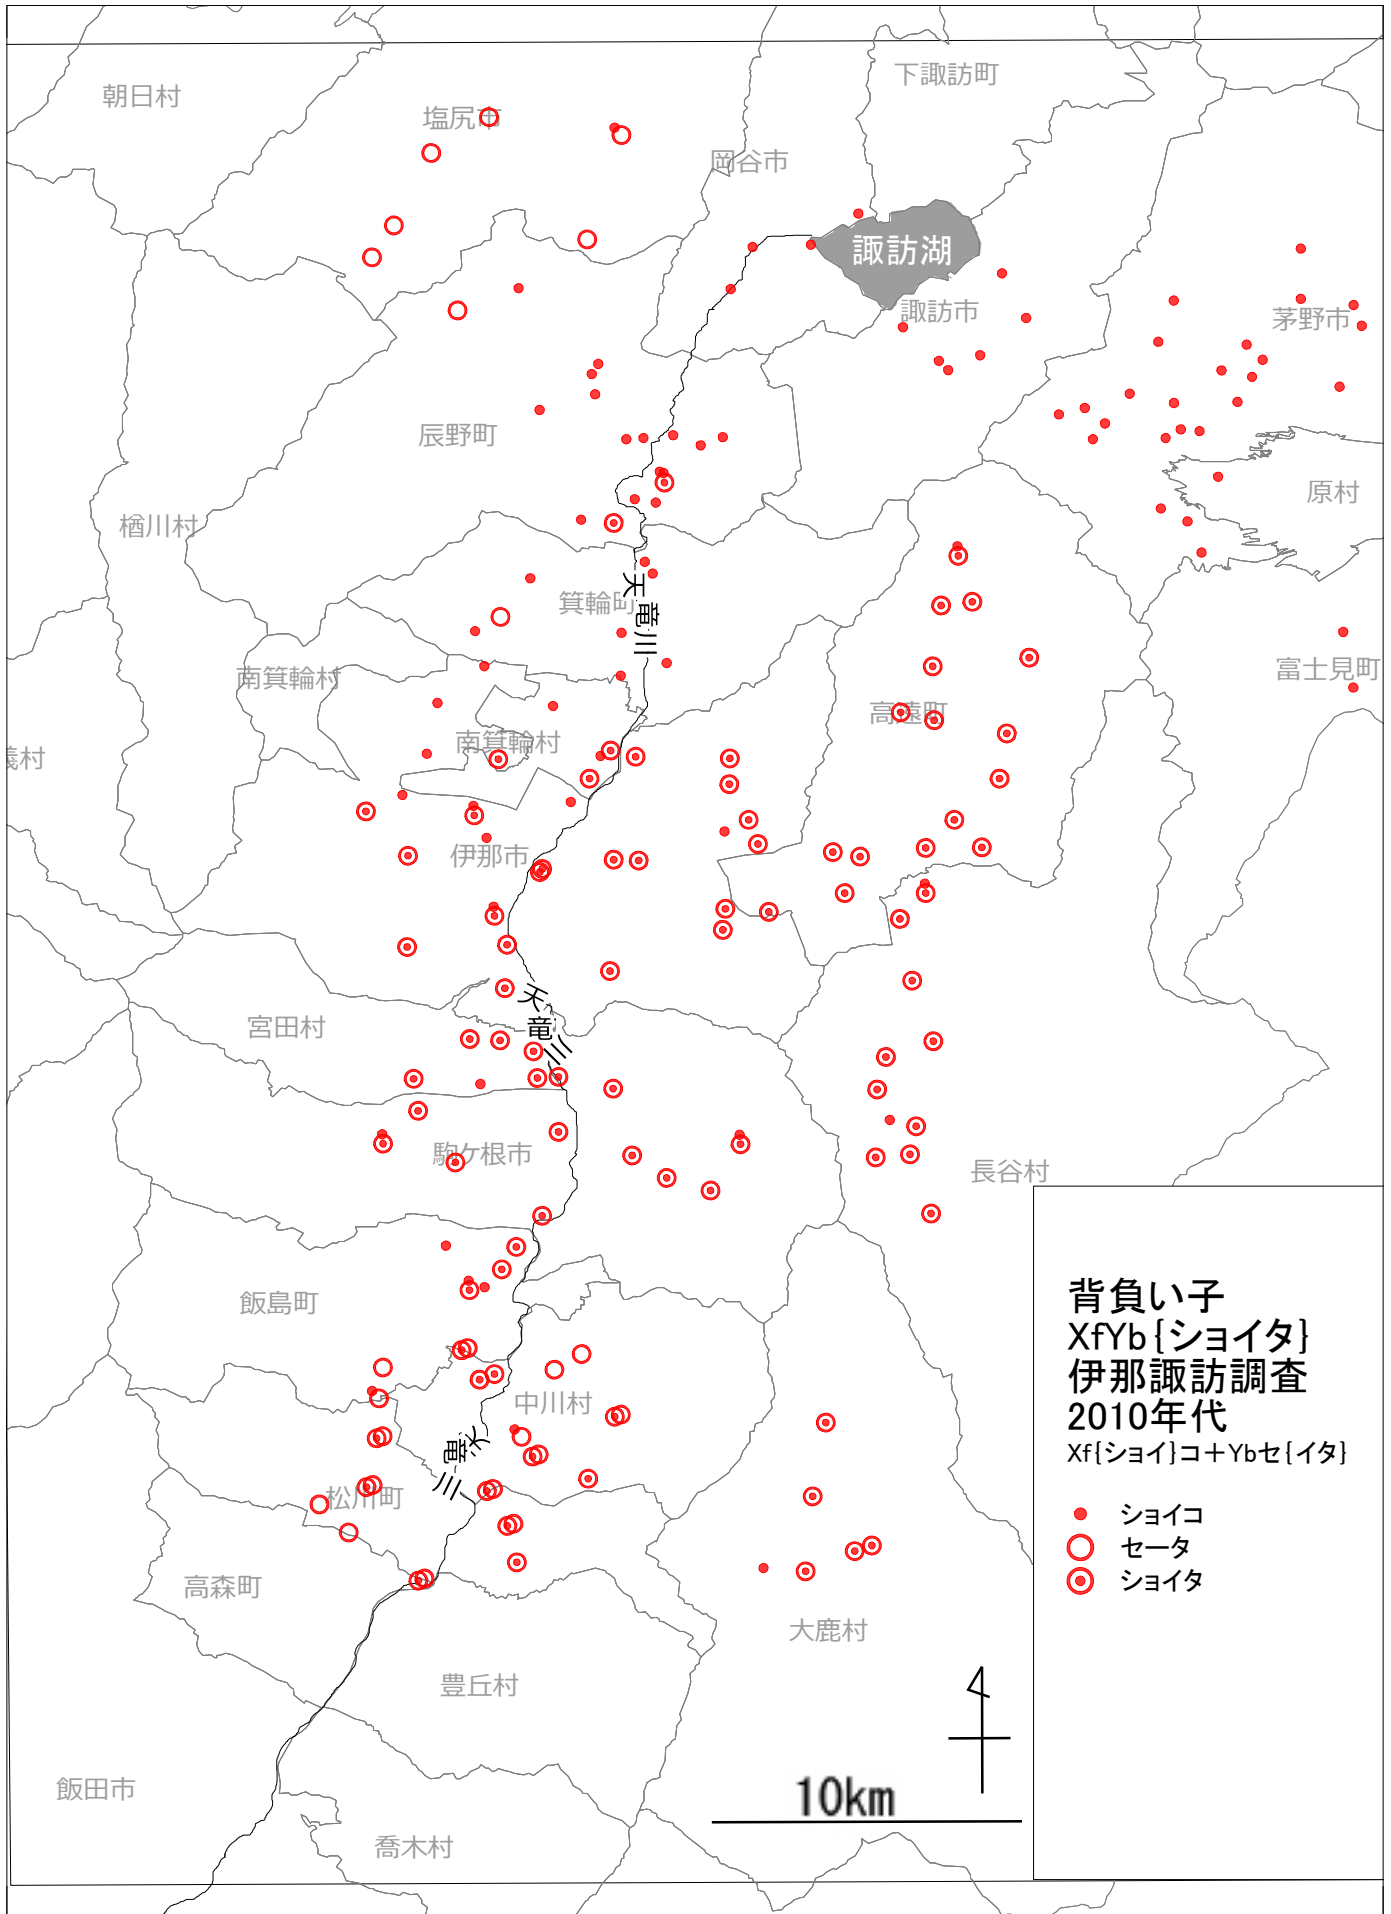 下諏訪町
朝日村
塩尻市
岡谷市
諏訪湖
諏訪市
茅野市
辰野町
原村
楢川村
箕輪町
天竜川
南箕輪村
富士見町
高遠町
南箕輪村
義村
伊那市
天竜川
宮田村
駒ケ根市
長谷村
飯島町
中川村
天竜川
松川町
高森町
大鹿村
豊丘村
飯田市
喬木村
10km
背負い子
XfYb{ショイタ}
伊那諏訪調査
2010年代
Xf{ショイ}コ＋Ybセ{イタ}
ショイコ
セータ
ショイタ